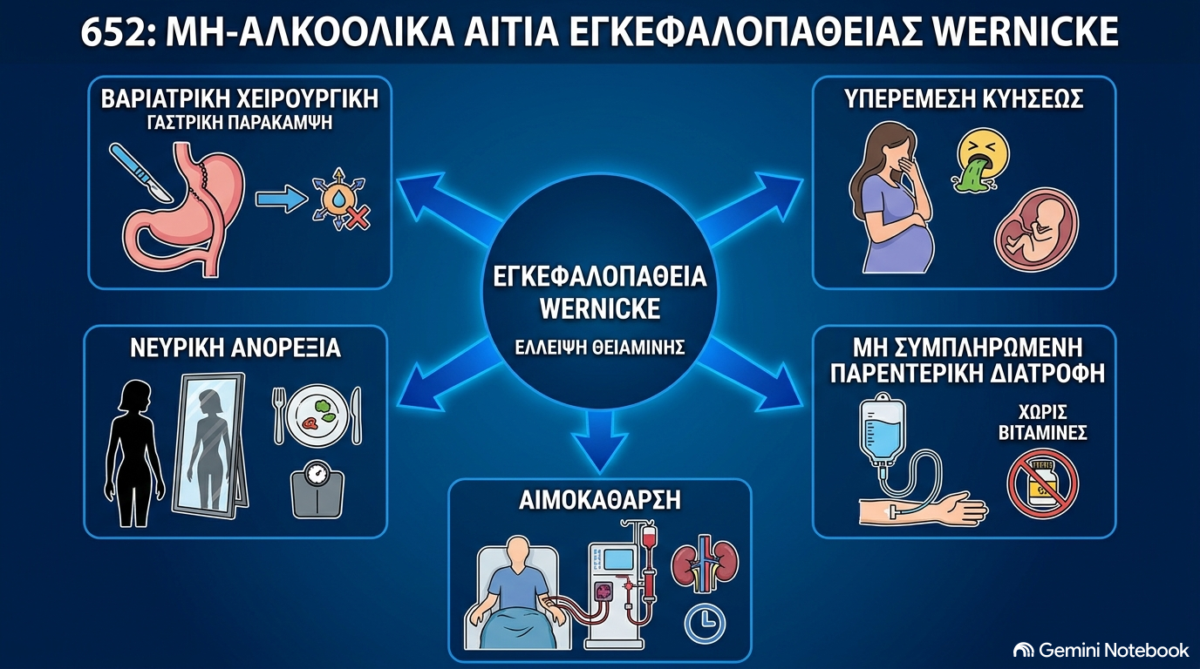 652: ΜΗ-ΑΛΚΟΟΛΙΚΑ ΑΙΤΙΑ ΕΓΚΕΦΑΛΟΠΑΘΕΙΑΣ WERNICKE
ΒΑΡΙΑΤΡΙΚΗ ΧΕΙΡΟΥΡΓΙΚΗ
ΓΑΣΤΡΙΚΗ ΠΑΡΑΚΑΜΨΗ
ΥΠΕΡΕΜΕΣΗ ΚΥΗΣΕΩΣ
ΕΓΚΕΦΑΛΟΠΑΘΕΙΑ
WERNICKE
ΕΛΛΕΙΨΗ ΘΕΙΑΜΙΝΗΣ
ΝΕΥΡΙΚΗ ΑΝΟΡΕΞΙΑ
ΜΗ ΣΥΜΠΛΗΡΩΜΕΝΗ
ΠΑΡΕΝΤΕΡΙΚΗ ΔΙΑΤΡΟΦΗ
ΧΩΡΙΣ
ΒΙΤΑΜΙΝΕΣ
ΑΙΜΟΚΑΘΑΡΣΗ
Gemini Notebook